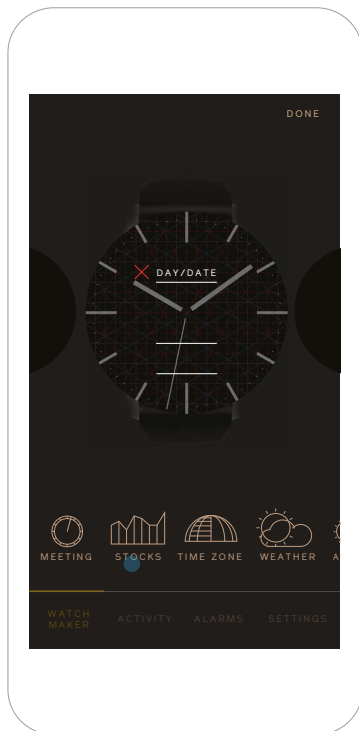 DONE
DAY/DATE
MEETING
STOCKS
TIME ZONE
WEATHER
A
WATCH
MAKER
ACTIVITY
ALARMS
SETTINGS